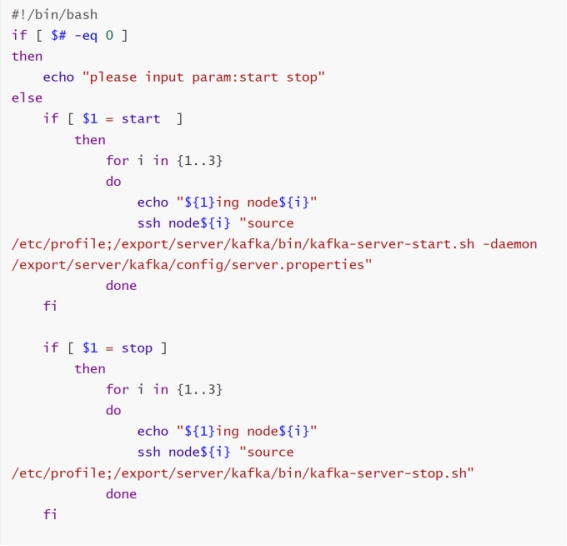 #!/bin/bash
if [ $# -eq 0 ]
then
    echo "please input param:start stop"
else
    if [ $1 = start  ]
        then
            for i in {1..3}
            do
                echo "${1}ing node${i}"
                ssh node${i} "source
/etc/profile;/export/server/kafka/bin/kafka-server-start.sh -daemon
/export/server/kafka/config/server.properties"
            done
    fi

    if [ $1 = stop ]
        then
            for i in {1..3}
            do
                echo "${1}ing node${i}"
                ssh node${i} "source
/etc/profile;/export/server/kafka/bin/kafka-server-stop.sh"
            done
    fi